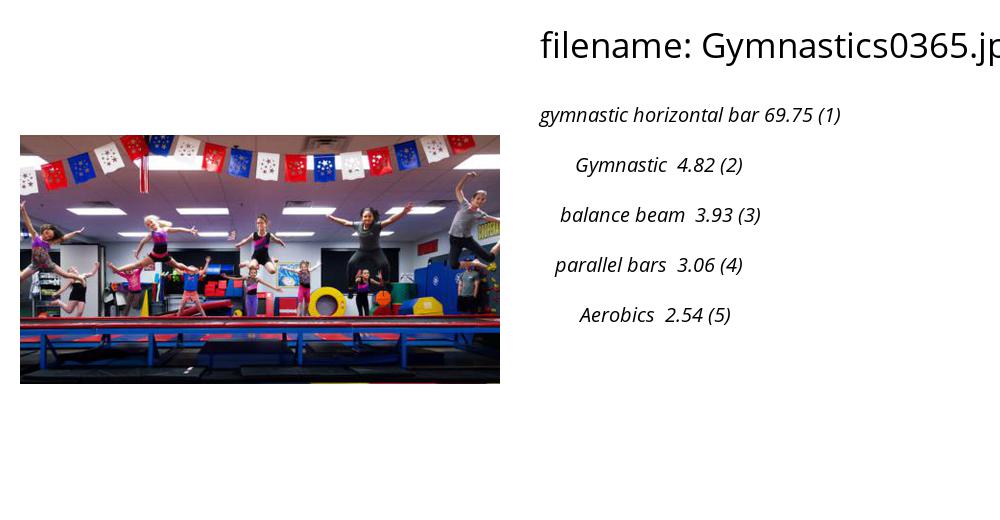 filename: Gymnastics0365.jp
gymnastic horizontal bar 69.75 (1)
Gymnastic 4.82 (2)
balance beam 3.93 (3)
parallel bars 3.06 (4)
Aerobics 2.54 (5)